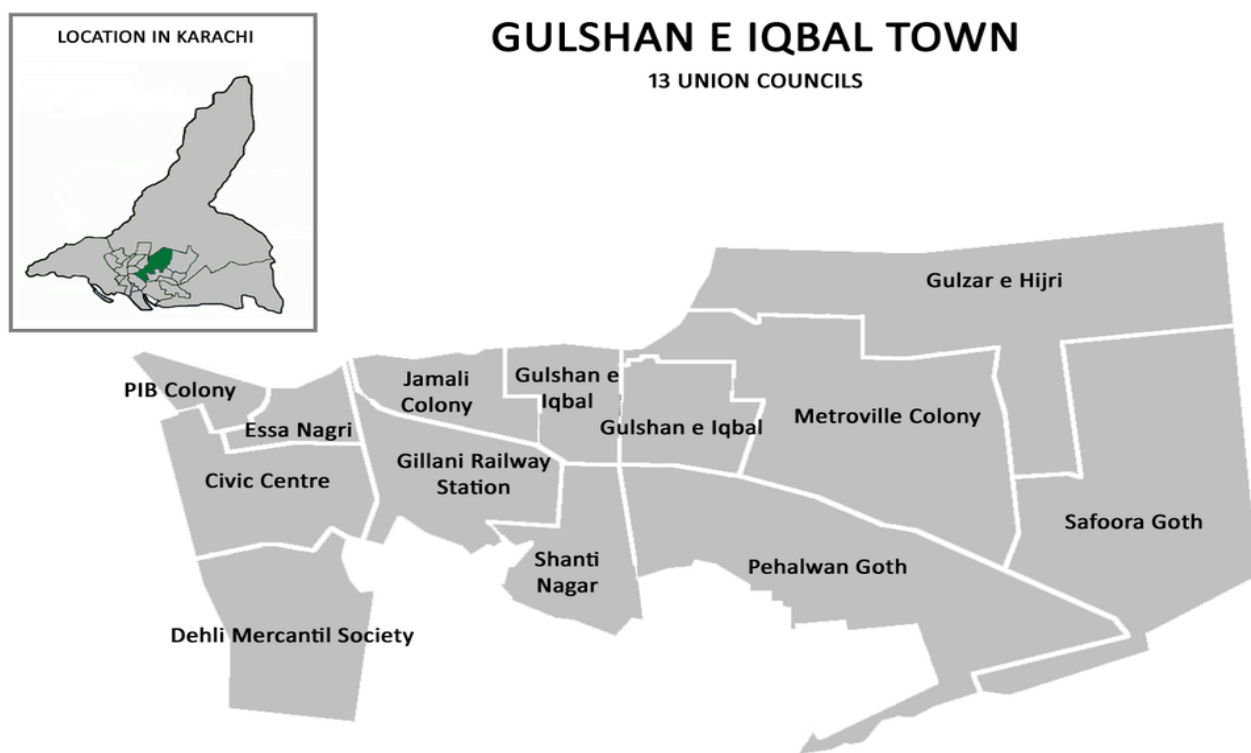 LOCATION IN KARACHI
GULSHAN E IQBAL TOWN
13 UNION COUNCILS
Gulzar e Hijri
PIB Colony
Jamali
Colony
Gulshan e
Iqbal
Essa Nagri
Gulshan e Iqbal
Metroville Colony
Civic Centre
Gillani Railway
Station
Safoora Goth
Shanti
Nagar
Pehalwan Goth
Dehli Mercantil Society